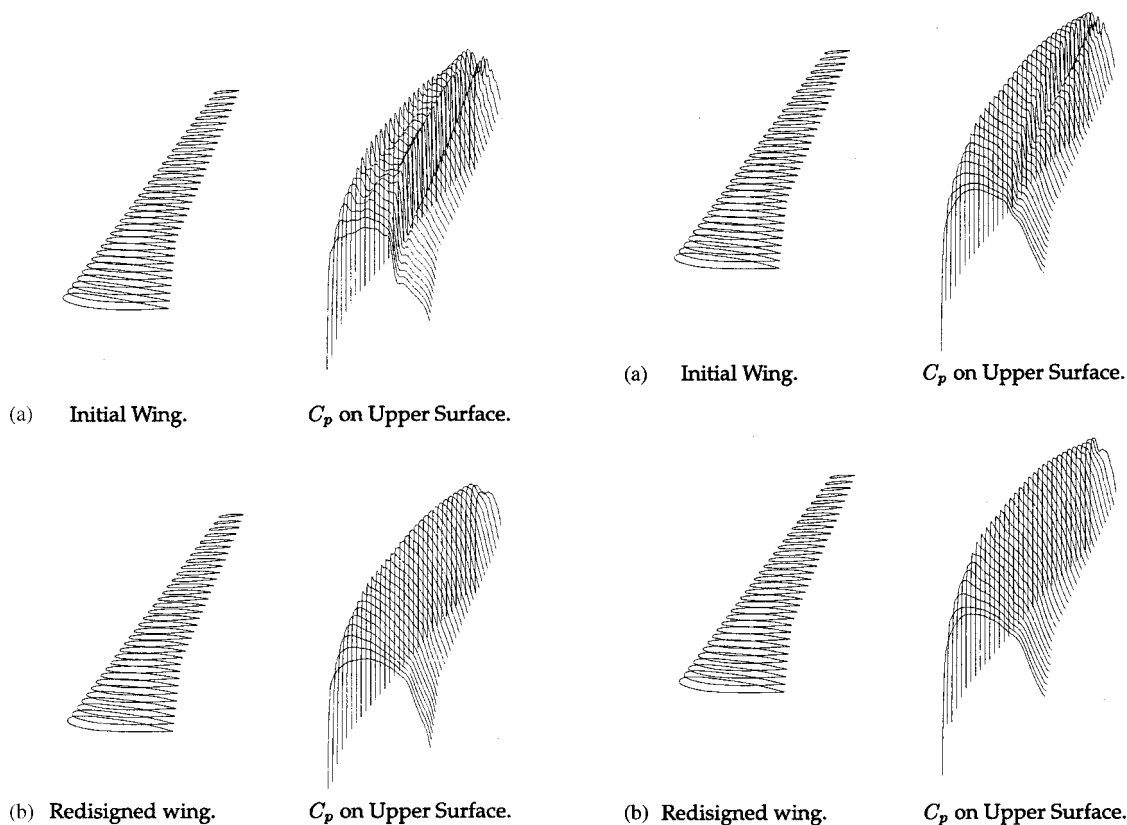 (a) Initial Wing. C_p on Upper Surface.
(b) Redisigned wing. C_p on Upper Surface.
(a) Initial Wing. C_p on Upper Surface.
(b) Redisigned wing. C_p on Upper Surface.